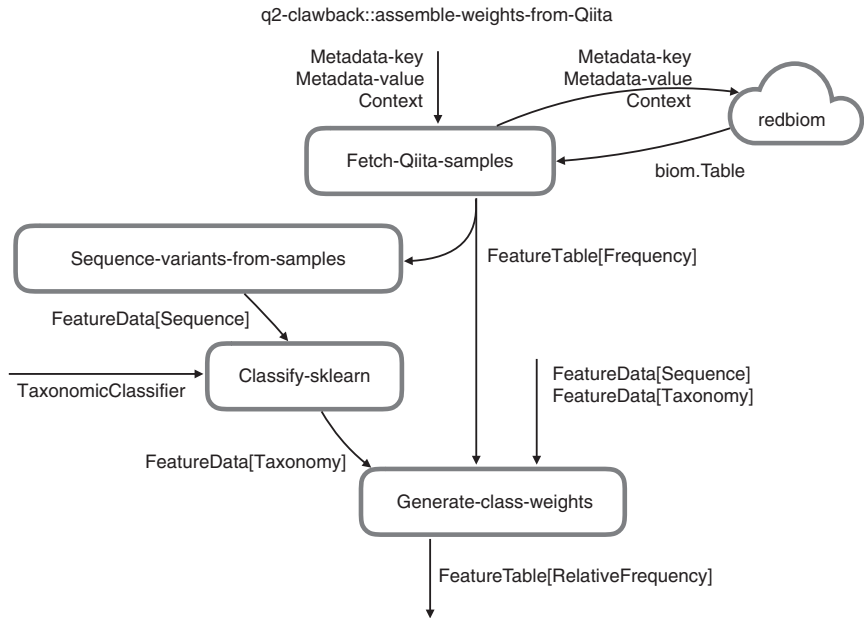 q2-clawback::assemble-weights-from-Qiita
Metadata-key
Metadata-value
Context
Metadata-key
Metadata-value
Context
redbiom
Fetch-Qiita-samples
biom.Table
Sequence-variants-from-samples
FeatureTable[Frequency]
FeatureData[Sequence]
Classify-sklearn
TaxonomicClassifier
FeatureData[Sequence]
FeatureData[Taxonomy]
FeatureData[Taxonomy]
Generate-class-weights
FeatureTable[RelativeFrequency]